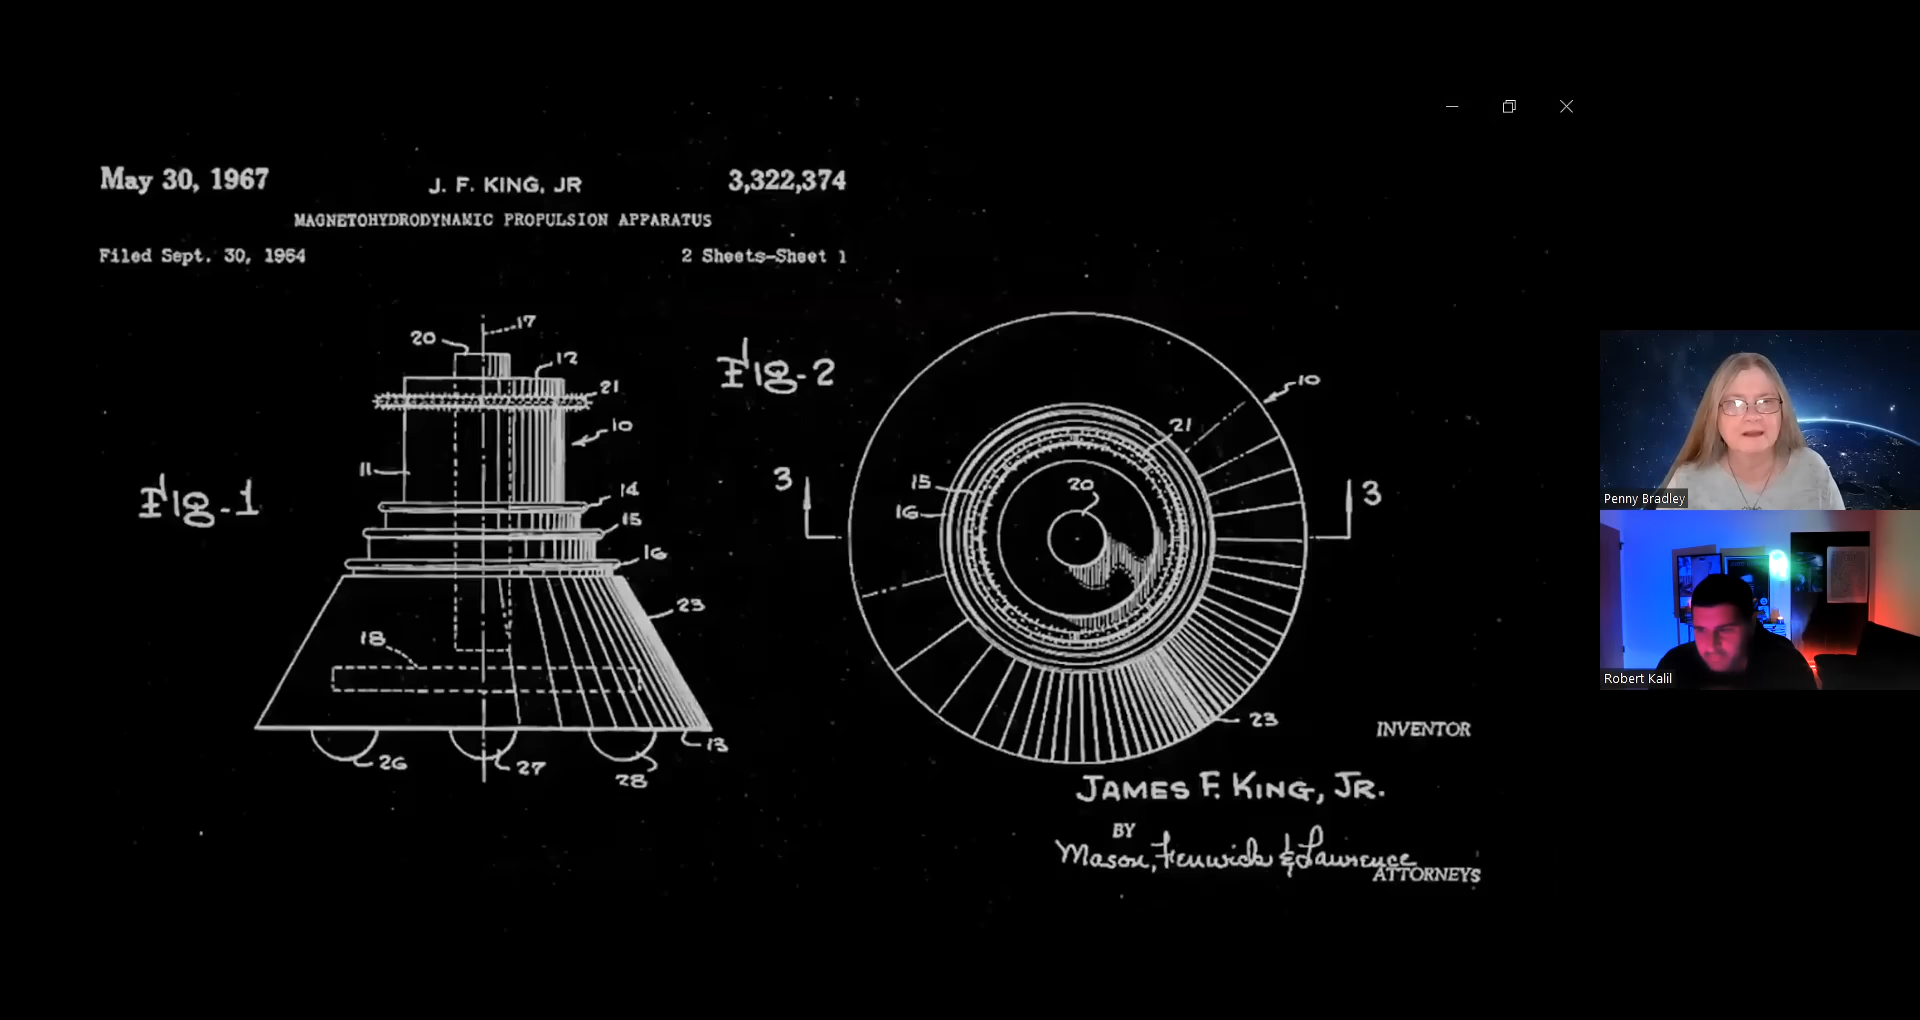 May 30, 1967
J. F. KING, JR
3,322,374
MAGNETOHYDRODYNAMIC PROPULSION APPARATUS
Filed Sept. 30, 1964
2 Sheets-Sheet 1
Fig-1
20
17
12
21
10
11
14
15
16
23
18
13
26
27
28
Fig-2
10
21
3
15
16
20
3
23
INVENTOR
JAMES F. KING, JR.
BY
Mason, Fenwick & Lawrence
ATTORNEYS
Penny Bradley
Robert Kalil